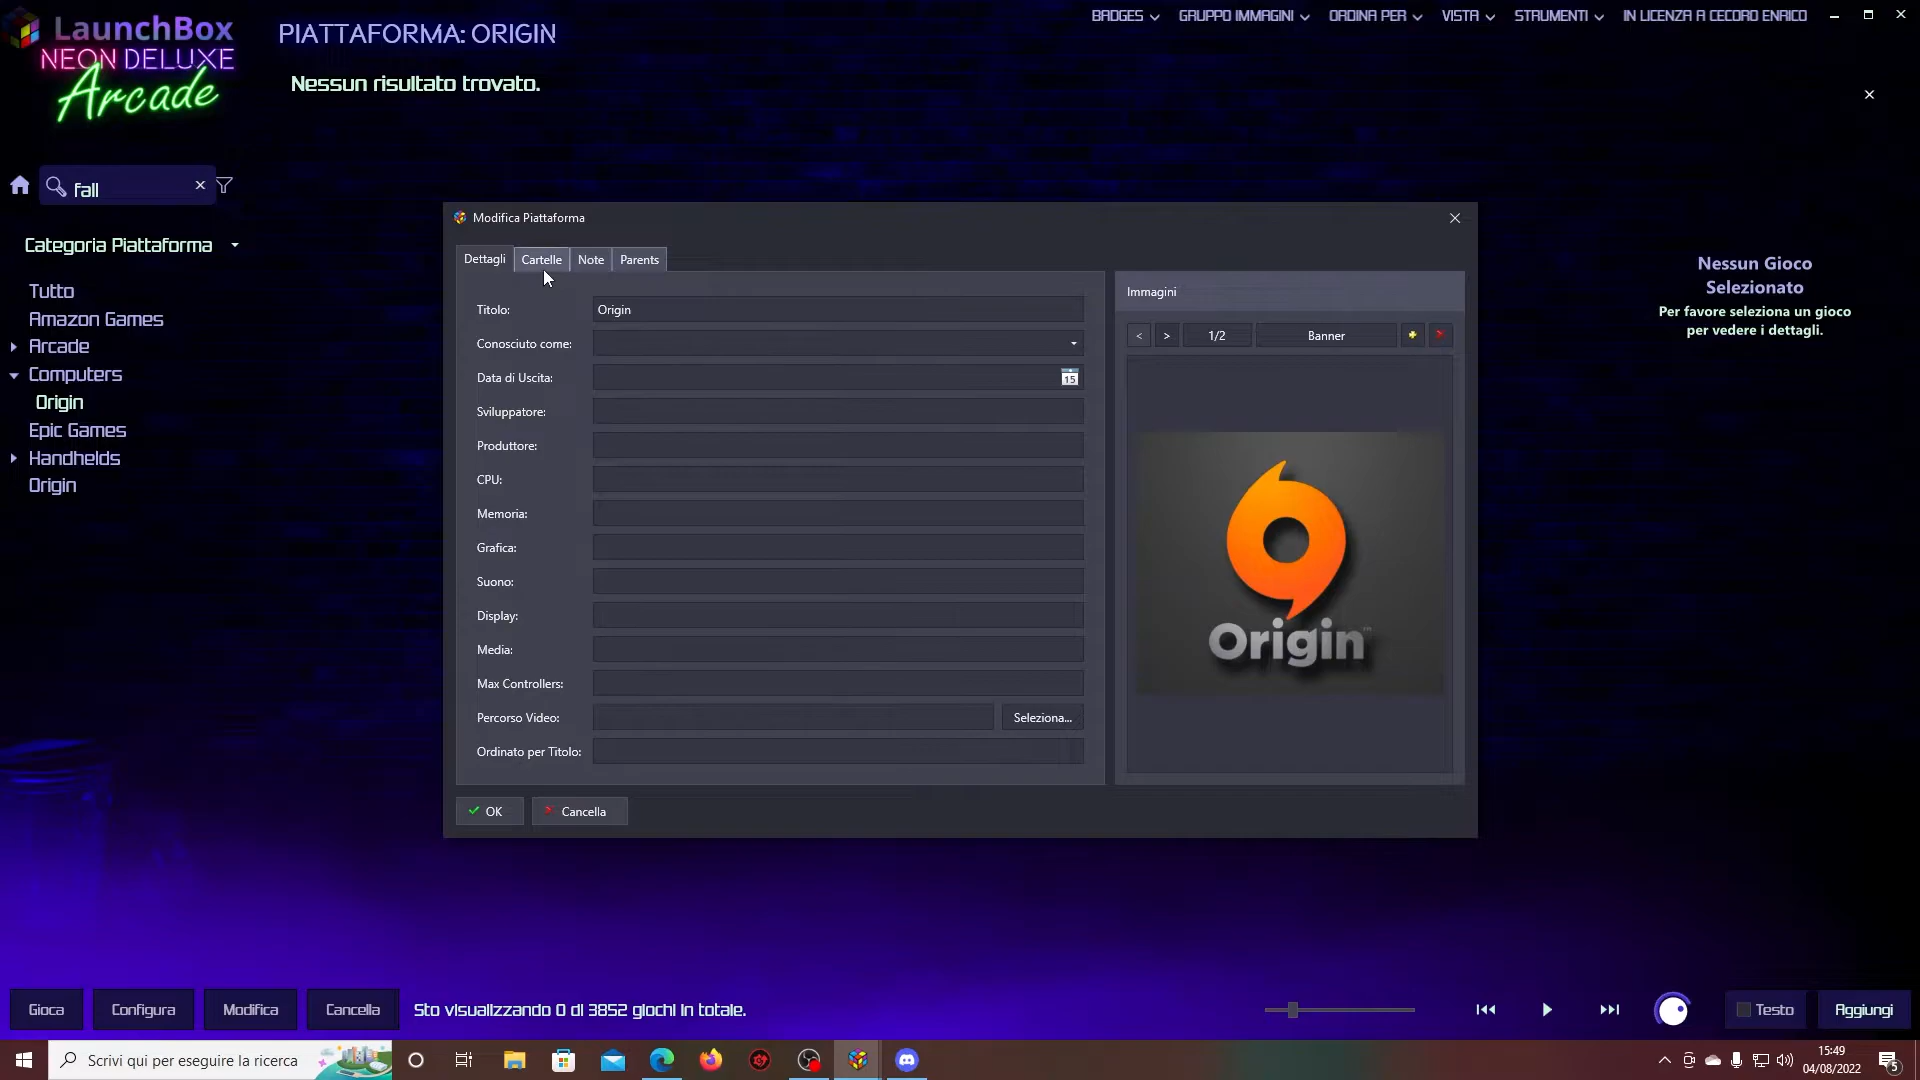 LaunchBox
NEON DELUXE
Arcade
PIATTAFORMA: ORIGIN
BADGES
GRUPPO IMMAGINI
ORDINA PER
VISTA
STRUMENTI
IN LICENZA A CECORO ENRICO
Nessun risultato trovato.
fall
Categoria Piattaforma
Tutto
Amazon Games
Arcade
Computers
Origin
Epic Games
Handhelds
Origin
Modifica Piattaforma
Dettagli
Cartelle
Note
Parents
Titolo:
Origin
Conosciuto come:
Data di Uscita:
15
Sviluppatore:
Produttore:
CPU:
Memoria:
Grafica:
Suono:
Display:
Media:
Max Controllers:
Percorso Video:
Seleziona...
Ordinato per Titolo:
OK
Cancella
Immagini
<
>
1/2
Banner
Origin
Nessun Gioco
Selezionato
Per favore seleziona un gioco
per vedere i dettagli.
Gioca
Configura
Modifica
Cancella
Sto visualizzando 0 di 3852 giochi in totale.
Testo
Aggiungi
Scrivi qui per eseguire la ricerca
15:49
04/08/2022
5